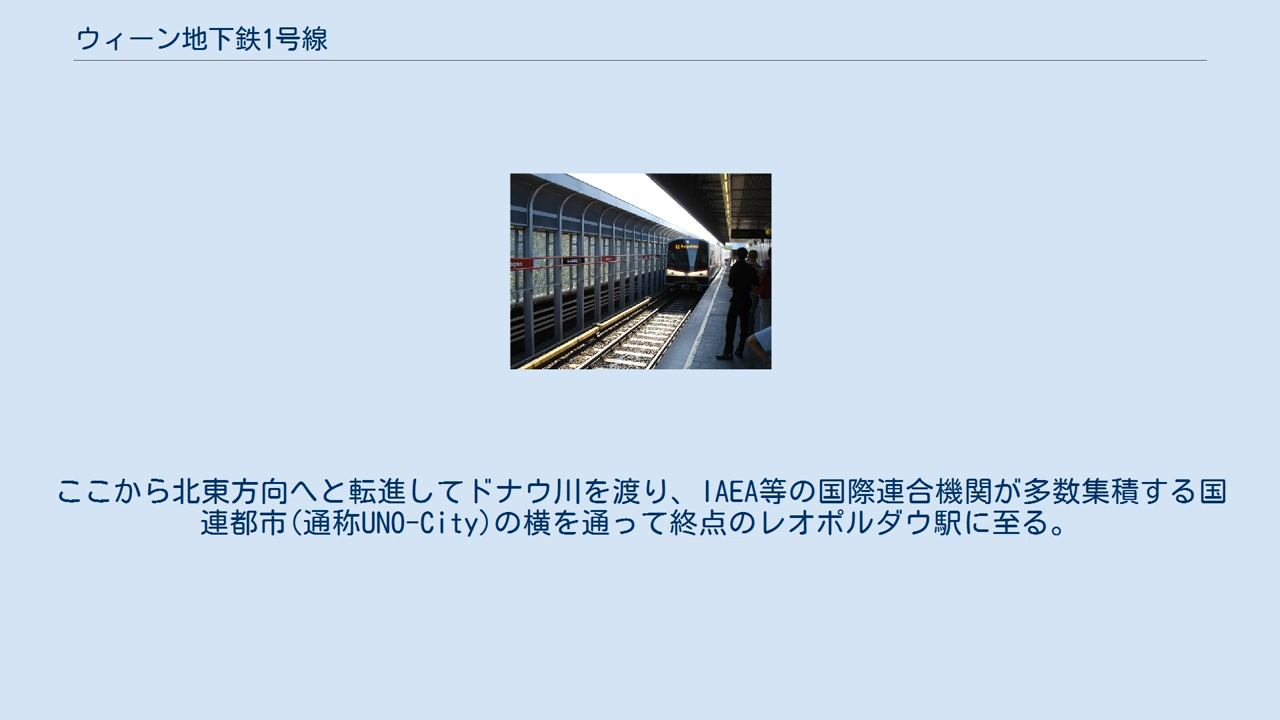 ウィーン地下鉄1号線
ここから北東方向へと転進してドナウ川を渡り、IAEA等の国際連合機関が多数集積する国
連都市(通称UNO-City)の横を通って終点のレオポルダウ駅に至る。